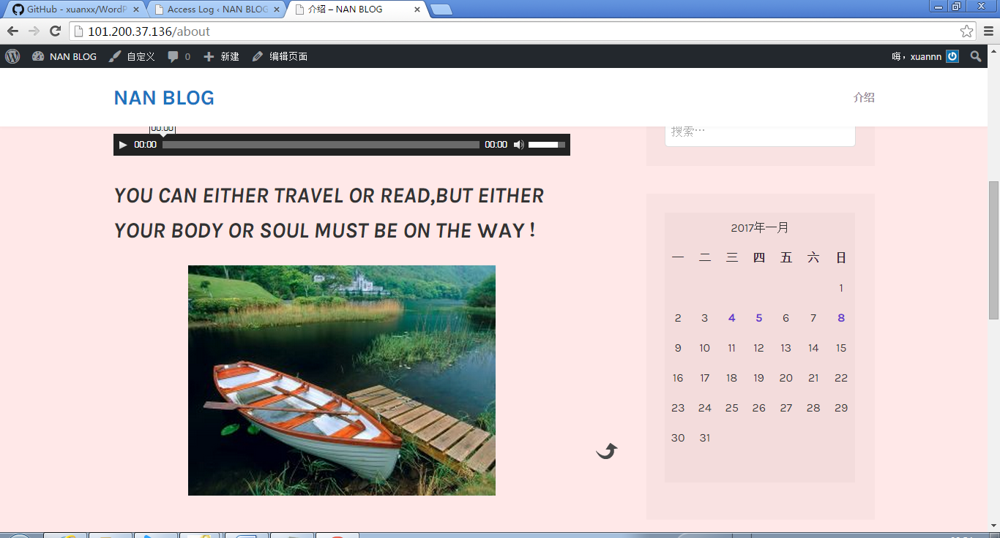 GitHub - xuanxx/WordP
Access Log ‹ NAN BLOG
介绍 – NAN BLOG
101.200.37.136/about
NAN BLOG 自定义 0 新建 编辑页面 嗨，xuannn
NAN BLOG
介绍
00:00
00:00 00:00
搜索…
YOU CAN EITHER TRAVEL OR READ,BUT EITHER
YOUR BODY OR SOUL MUST BE ON THE WAY！
2017年一月
一 二 三 四 五 六 日
1
2 3 4 5 6 7 8
9 10 11 12 13 14 15
16 17 18 19 20 21 22
23 24 25 26 27 28 29
30 31